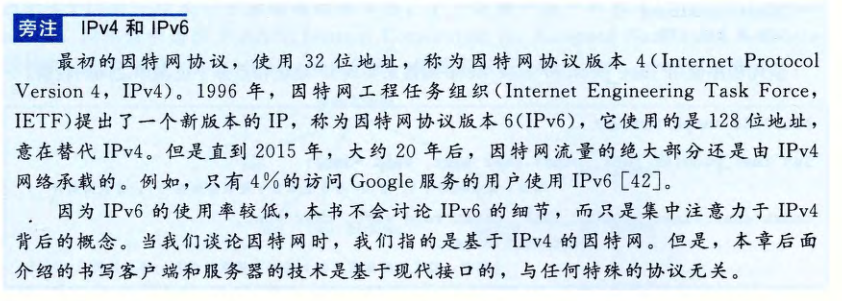 旁注 IPv4 和 IPv6
最初的因特网协议，使用 32 位地址，称为因特网协议版本 4(Internet Protocol
Version 4，IPv4)。1996 年，因特网工程任务组织(Internet Engineering Task Force，
IETF)提出了一个新版本的 IP，称为因特网协议版本 6(IPv6)，它使用的是 128 位地址，
意在替代 IPv4。但是直到 2015 年，大约 20 年后，因特网流量的绝大部分还是由 IPv4
网络承载的。例如，只有 4%的访问 Google 服务的用户使用 IPv6 [42]。
因为 IPv6 的使用率较低，本书不会讨论 IPv6 的细节，而只是集中注意力于 IPv4
背后的概念。当我们谈论因特网时，我们指的是基于 IPv4 的因特网。但是，本章后面
介绍的书写客户端和服务器的技术是基于现代接口的，与任何特殊的协议无关。